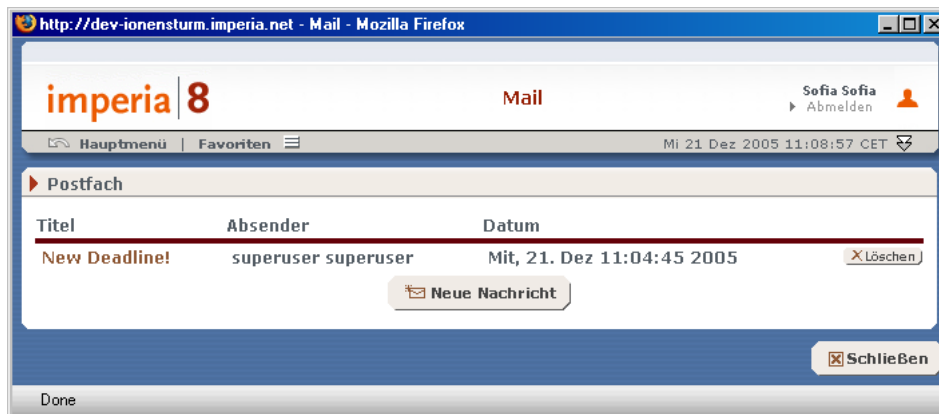 http://dev-ionensturm.imperia.net - Mail - Mozilla Firefox
imperia 8
Mail
Sofia Sofia
Abmelden
Hauptmenü | Favoriten
Mi 21 Dez 2005 11:08:57 CET
Postfach
Titel Absender Datum
New Deadline! superuser superuser Mit, 21. Dez 11:04:45 2005 Löschen
Neue Nachricht
Schließen
Done